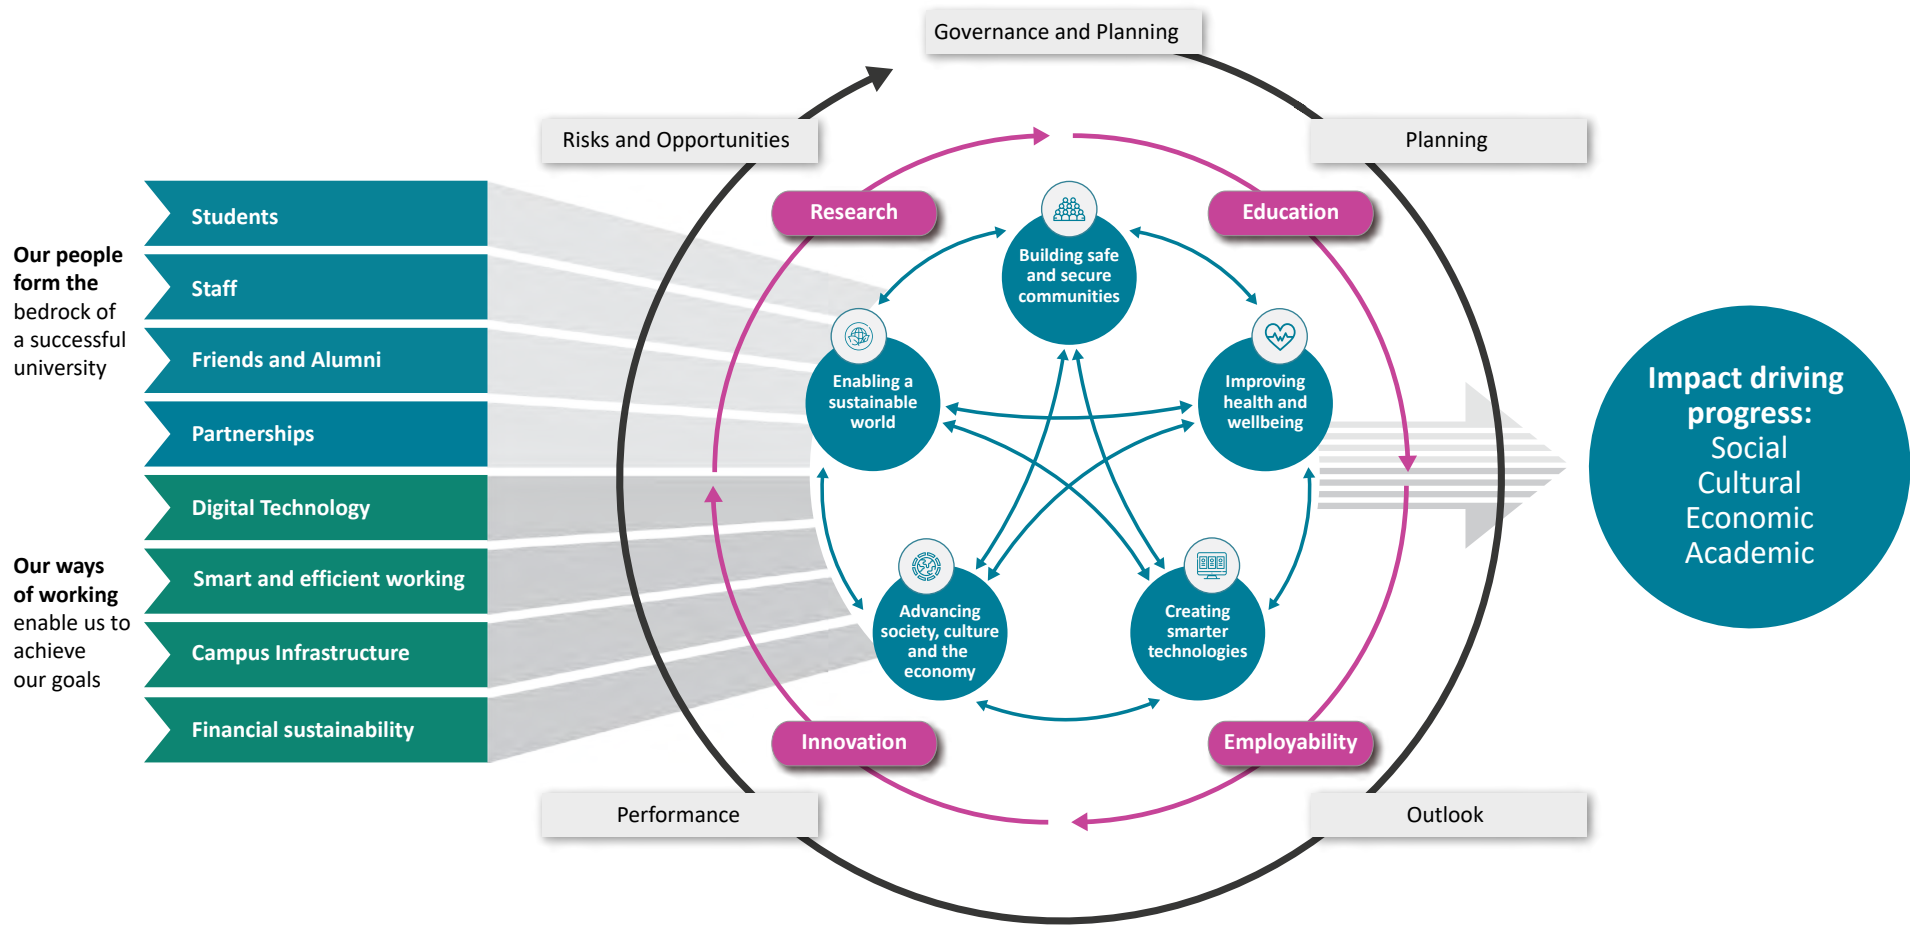 Governance and Planning
Risks and Opportunities
Planning
Our people
form the
bedrock of
a successful
university
Students
Staff
Friends and Alumni
Partnerships
Our ways
of working
enable us to
achieve
our goals
Digital Technology
Smart and efficient working
Campus Infrastructure
Financial sustainability
Research
Education
Building safe
and secure
communities
Enabling a
sustainable
world
Improving
health and
wellbeing
Advancing
society, culture
and the
economy
Creating
smarter
technologies
Innovation
Employability
Performance
Outlook
Impact driving
progress:
Social
Cultural
Economic
Academic